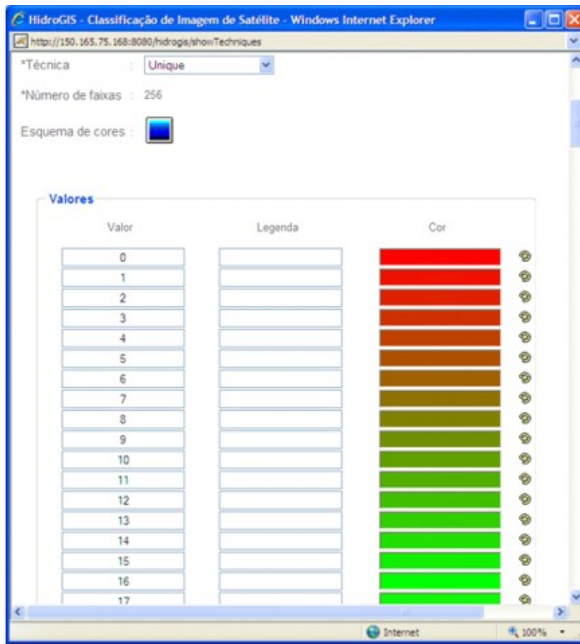 HidroGIS - Classificação de Imagem de Satélite - Windows Internet Explorer
http://150.165.75.168:8080/hidrogis/showTechniques
*Técnica : Unique
*Número de faixas : 256
Esquema de cores :
Valores
Valor Legenda Cor
0
1
2
3
4
5
6
7
8
9
10
11
12
13
14
15
16
17
Internet 100%